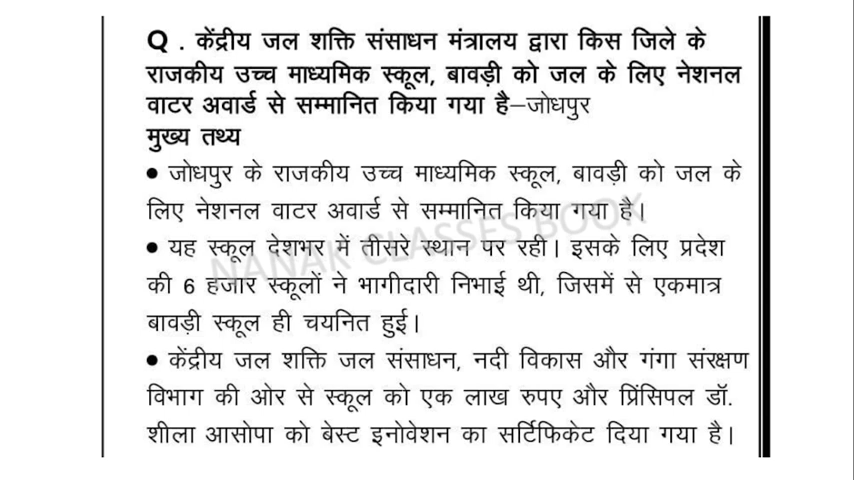 Q . केंद्रीय जल शक्ति संसाधन मंत्रालय द्वारा किस जिले के
राजकीय उच्च माध्यमिक स्कूल, बावड़ी को जल के लिए नेशनल
वाटर अवार्ड से सम्मानित किया गया है–जोधपुर
मुख्य तथ्य
• जोधपुर के राजकीय उच्च माध्यमिक स्कूल, बावड़ी को जल के
लिए नेशनल वाटर अवार्ड से सम्मानित किया गया है।
• यह स्कूल देशभर में तीसरे स्थान पर रही। इसके लिए प्रदेश
की 6 हजार स्कूलों ने भागीदारी निभाई थी, जिसमें से एकमात्र
बावड़ी स्कूल ही चयनित हुई।
• केंद्रीय जल शक्ति जल संसाधन, नदी विकास और गंगा संरक्षण
विभाग की ओर से स्कूल को एक लाख रुपए और प्रिंसिपल डॉ.
शीला आसोपा को बेस्ट इनोवेशन का सर्टिफिकेट दिया गया है।
NANAK CLASSES BOOK